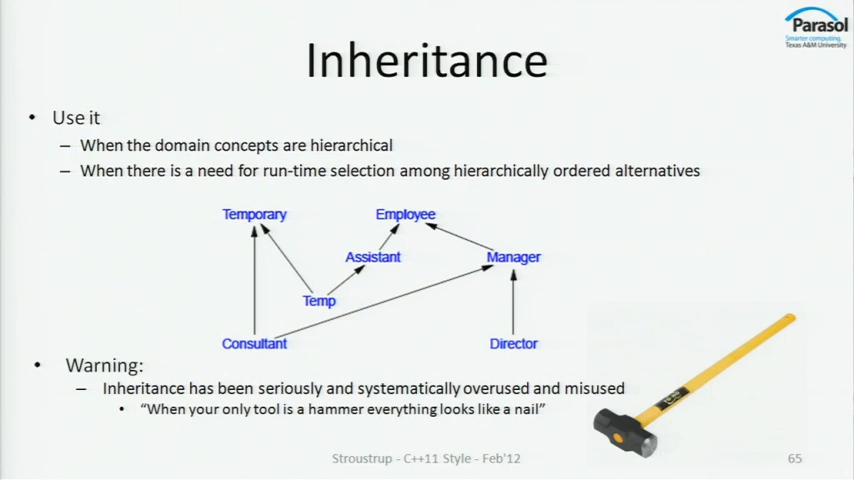 Parasol
Smarter computing.
Texas A&M University
Inheritance
• Use it
– When the domain concepts are hierarchical
– When there is a need for run-time selection among hierarchically ordered alternatives
Temporary Employee
Assistant Manager
Temp
Consultant Director
• Warning:
– Inheritance has been seriously and systematically overused and misused
• “When your only tool is a hammer everything looks like a nail”
Stroustrup - C++11 Style - Feb'12 65